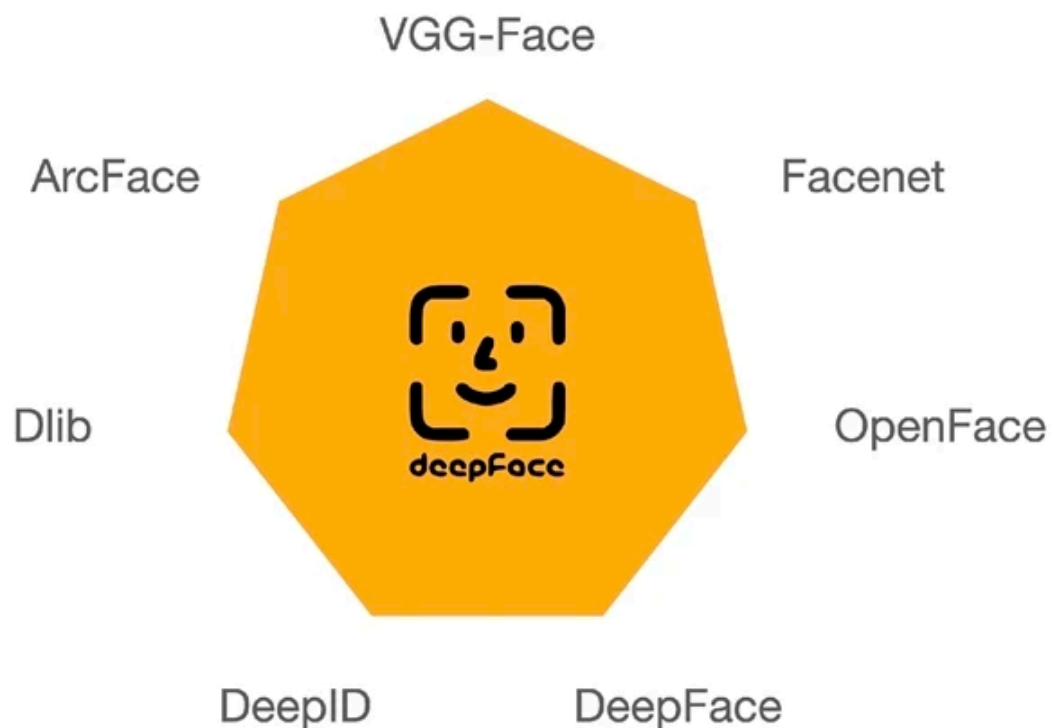 VGG-Face
ArcFace
Facenet
Dlib
OpenFace
deepFace
DeepID
DeepFace